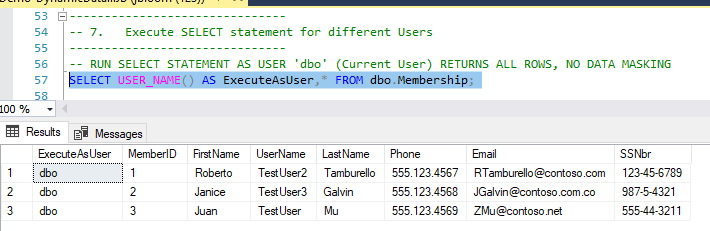 53 ------------------------------
54 -- 7. Execute SELECT statement for different Users
55 ------------------------------
56 -- RUN SELECT STATEMENT AS USER 'dbo' (Current User) RETURNS ALL ROWS, NO DATA MASKING
57 SELECT USER_NAME() AS ExecuteAsUser,* FROM dbo.Membership;
58
100 %
Results Messages
ExecuteAsUser MemberID FirstName UserName LastName Phone Email SSNbr
1 dbo 1 Roberto TestUser2 Tamburello 555.123.4567 RTamburello@contoso.com 123-45-6789
2 dbo 2 Janice TestUser3 Galvin 555.123.4568 JGalvin@contoso.com.co 987-5-4321
3 dbo 3 Juan TestUser Mu 555.123.4569 ZMu@contoso.net 555-44-3211